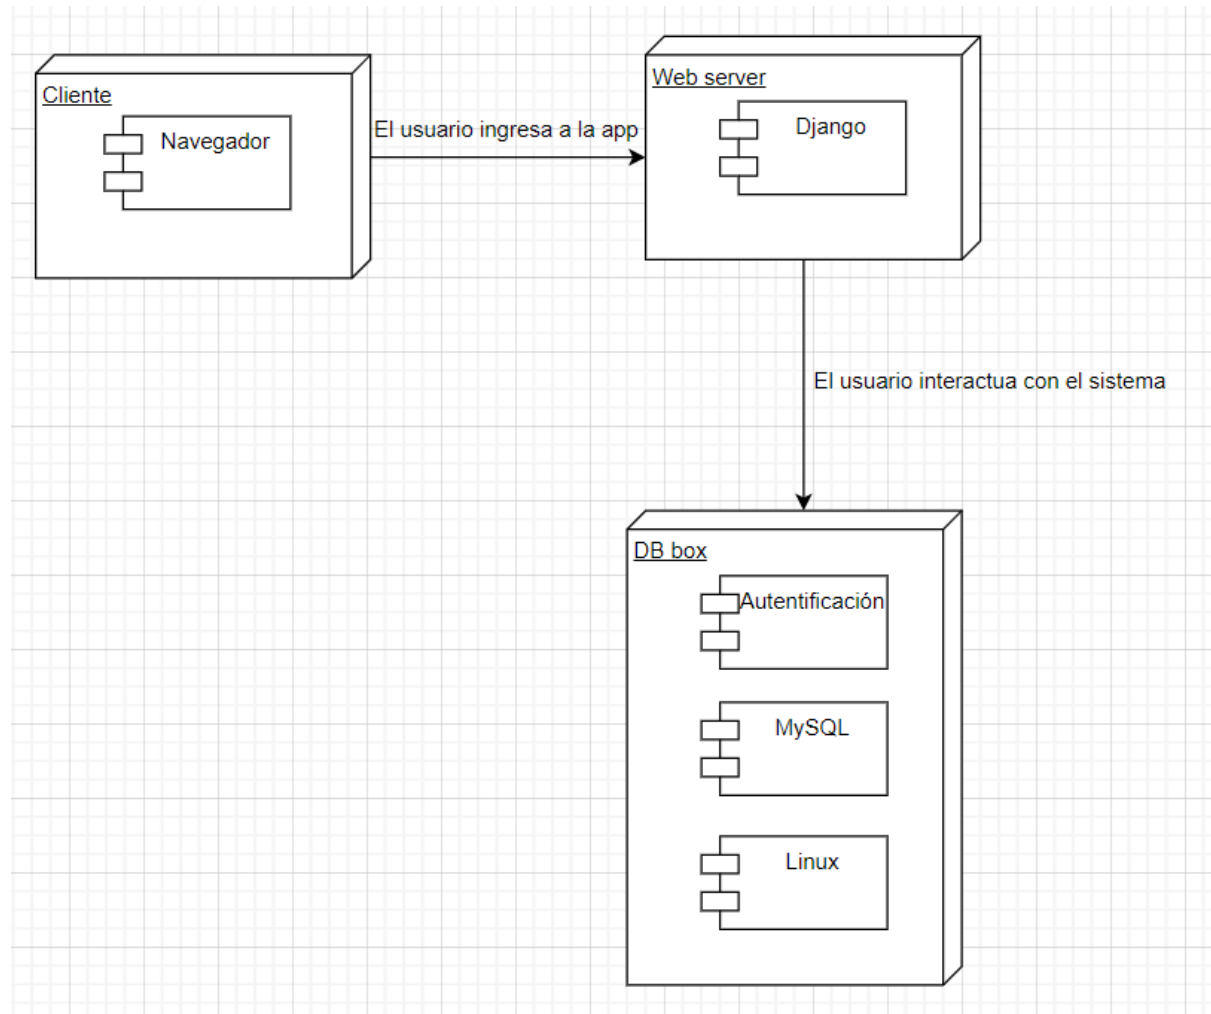 Cliente
Navegador
El usuario ingresa a la app
Web server
Django
El usuario interactua con el sistema
DB box
Autentificación
MySQL
Linux